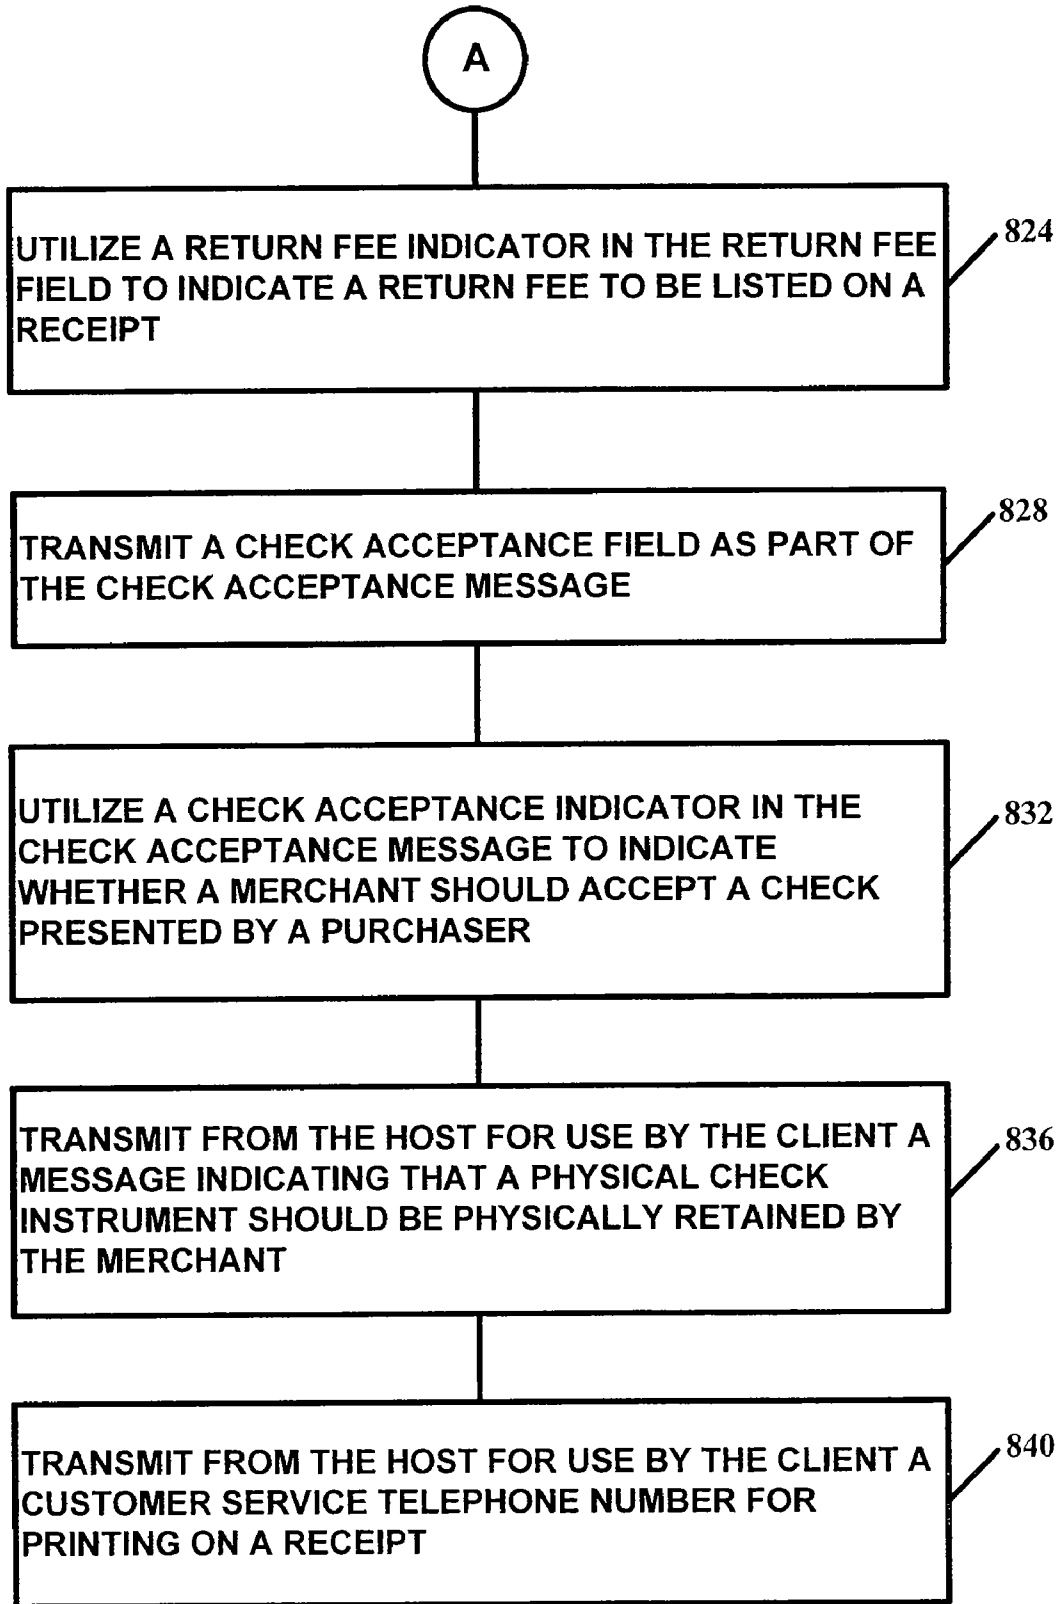 A
UTILIZE A RETURN FEE INDICATOR IN THE RETURN FEE
FIELD TO INDICATE A RETURN FEE TO BE LISTED ON A
RECEIPT
824
TRANSMIT A CHECK ACCEPTANCE FIELD AS PART OF
THE CHECK ACCEPTANCE MESSAGE
828
UTILIZE A CHECK ACCEPTANCE INDICATOR IN THE
CHECK ACCEPTANCE MESSAGE TO INDICATE
WHETHER A MERCHANT SHOULD ACCEPT A CHECK
PRESENTED BY A PURCHASER
832
TRANSMIT FROM THE HOST FOR USE BY THE CLIENT A
MESSAGE INDICATING THAT A PHYSICAL CHECK
INSTRUMENT SHOULD BE PHYSICALLY RETAINED BY
THE MERCHANT
836
TRANSMIT FROM THE HOST FOR USE BY THE CLIENT A
CUSTOMER SERVICE TELEPHONE NUMBER FOR
PRINTING ON A RECEIPT
840